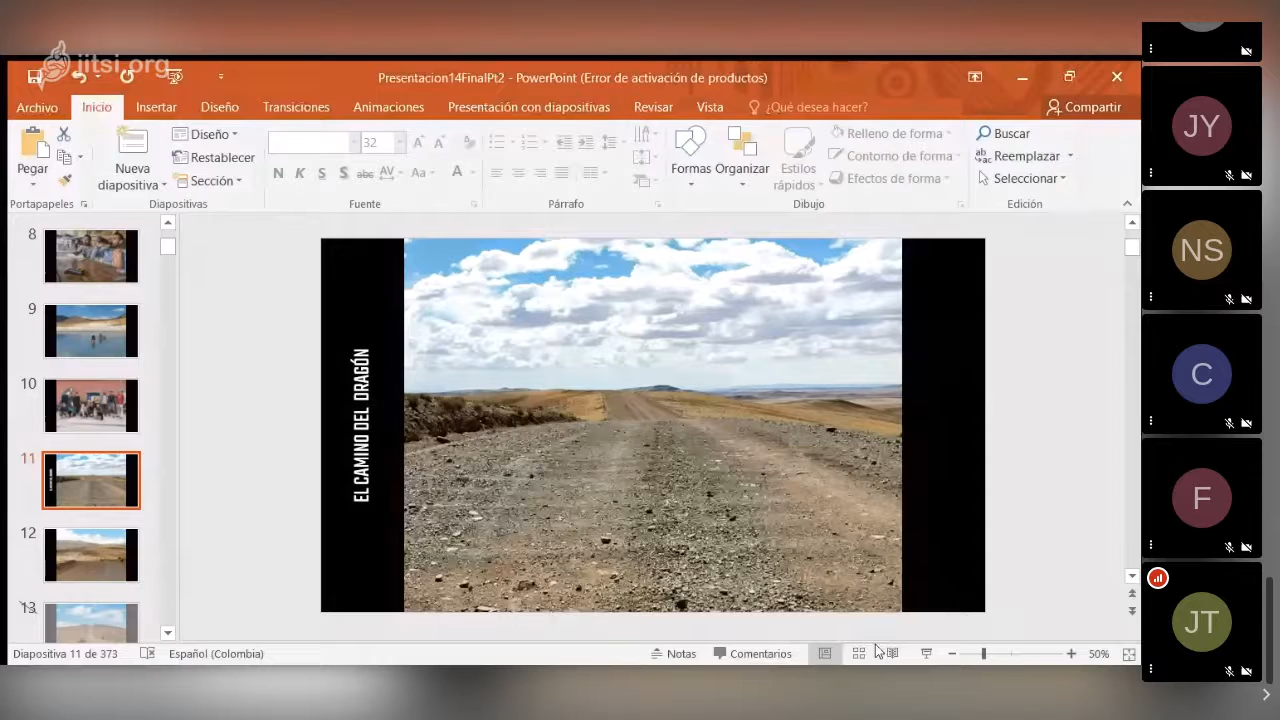 jitsi.org
Presentacion14FinalPt2 - PowerPoint (Error de activación de productos)
Archivo Inicio Insertar Diseño Transiciones Animaciones Presentación con diapositivas Revisar Vista ¿Qué desea hacer? Compartir
Pegar
Portapapeles
Nueva diapositiva
Diseño
Restablecer
Sección
Diapositivas
32
N K S S abc AV Aa A
Fuente
Párrafo
Formas
Organizar
Estilos rápidos
Relleno de forma
Contorno de forma
Efectos de forma
Dibujo
Buscar
Reemplazar
Seleccionar
Edición
8
9
10
11
12
13
EL CAMINO DEL DRAGÓN
Diapositiva 11 de 373 Español (Colombia) Notas Comentarios 50%
JY
NS
C
F
JT